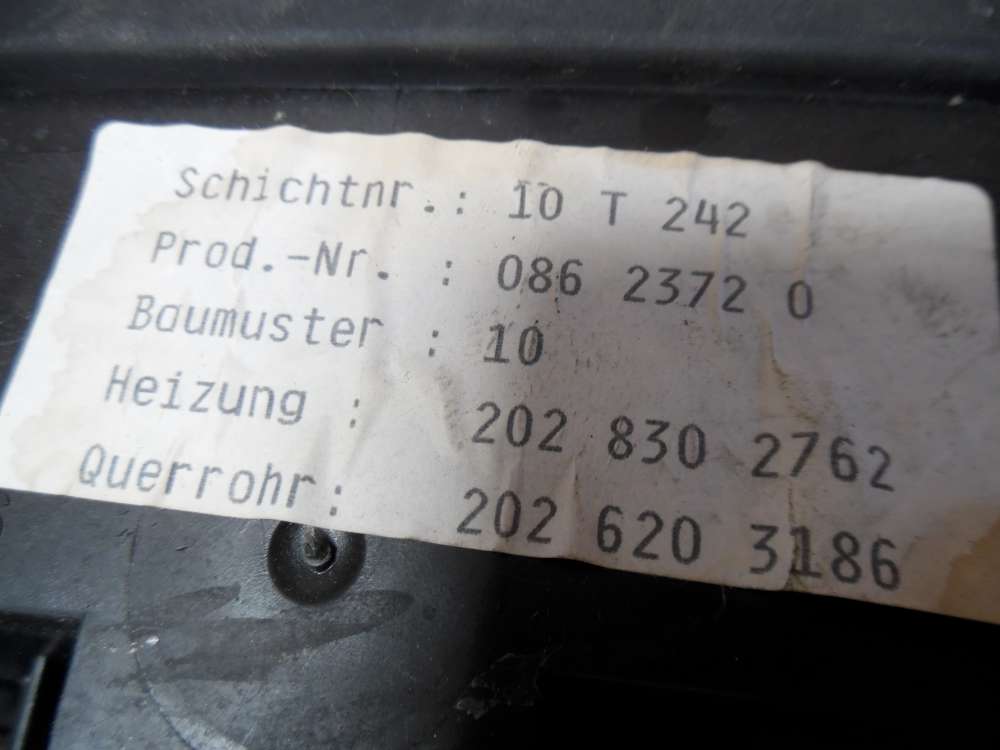 Schichtnr.: 10 T 242
Prod.-Nr. : 086 2372 0
Baumuster : 10
Heizung : 202 830 2762
Querrohr: 202 620 3186